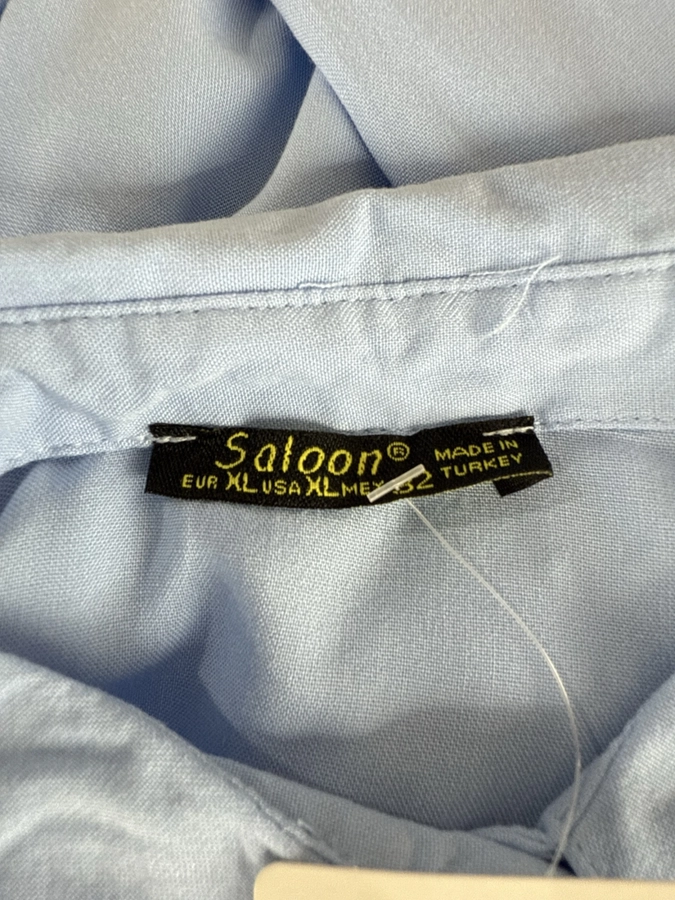 Saloon®
MADE IN
TURKEY
EUR XL USA XL MEX 32